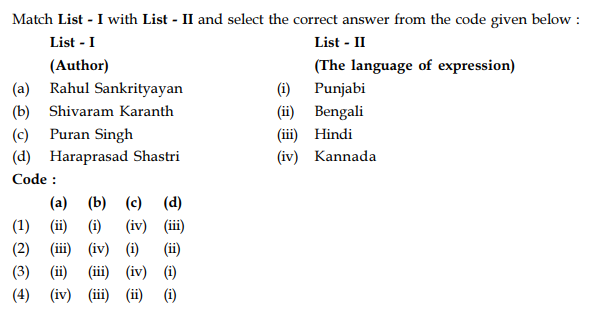 Match List - I with List - II and select the correct answer from the code given below :
List - I List - II
(Author) (The language of expression)
(a) Rahul Sankrityayan (i) Punjabi
(b) Shivaram Karanth (ii) Bengali
(c) Puran Singh (iii) Hindi
(d) Haraprasad Shastri (iv) Kannada
Code :
(a) (b) (c) (d)
(1) (ii) (i) (iv) (iii)
(2) (iii) (iv) (i) (ii)
(3) (ii) (iii) (iv) (i)
(4) (iv) (iii) (ii) (i)